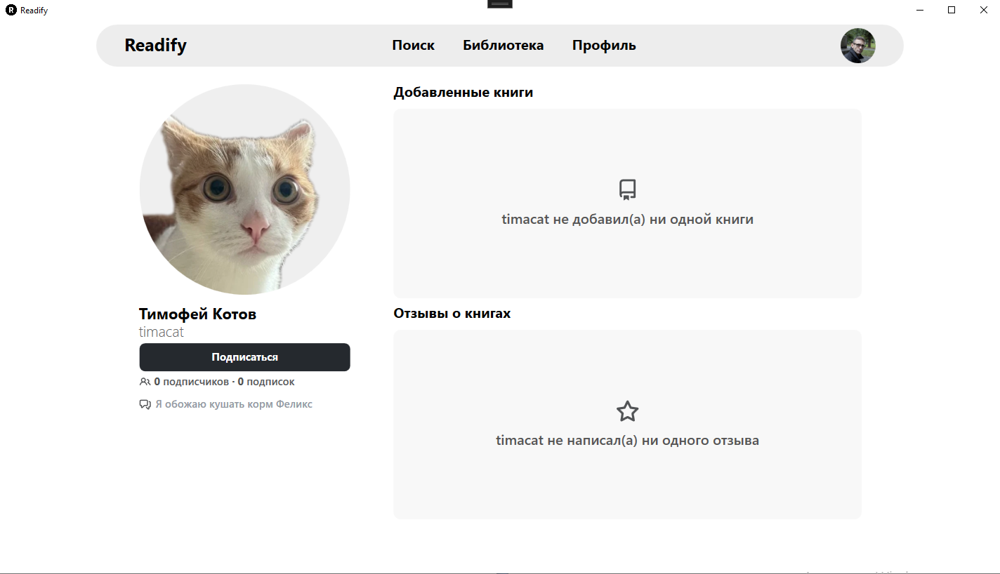 Readify
Readify
Поиск
Библиотека
Профиль
Добавленные книги
timacat не добавил(а) ни одной книги
Тимофей Котов
timacat
Подписаться
0 подписчиков · 0 подписок
Я обожаю кушать корм Феликс
Отзывы о книгах
timacat не написал(а) ни одного отзыва